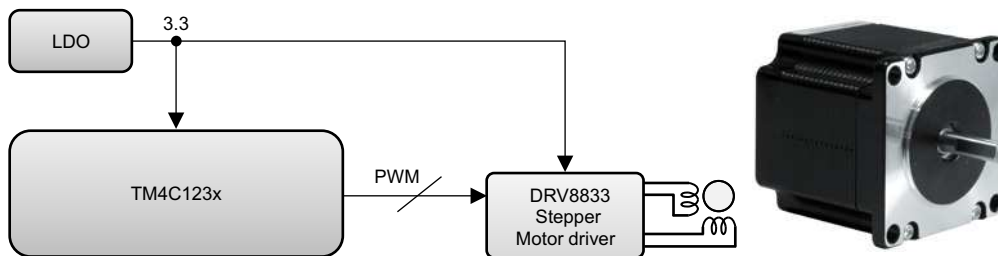 LDO
3.3
TM4C123x
PWM
DRV8833
Stepper
Motor driver